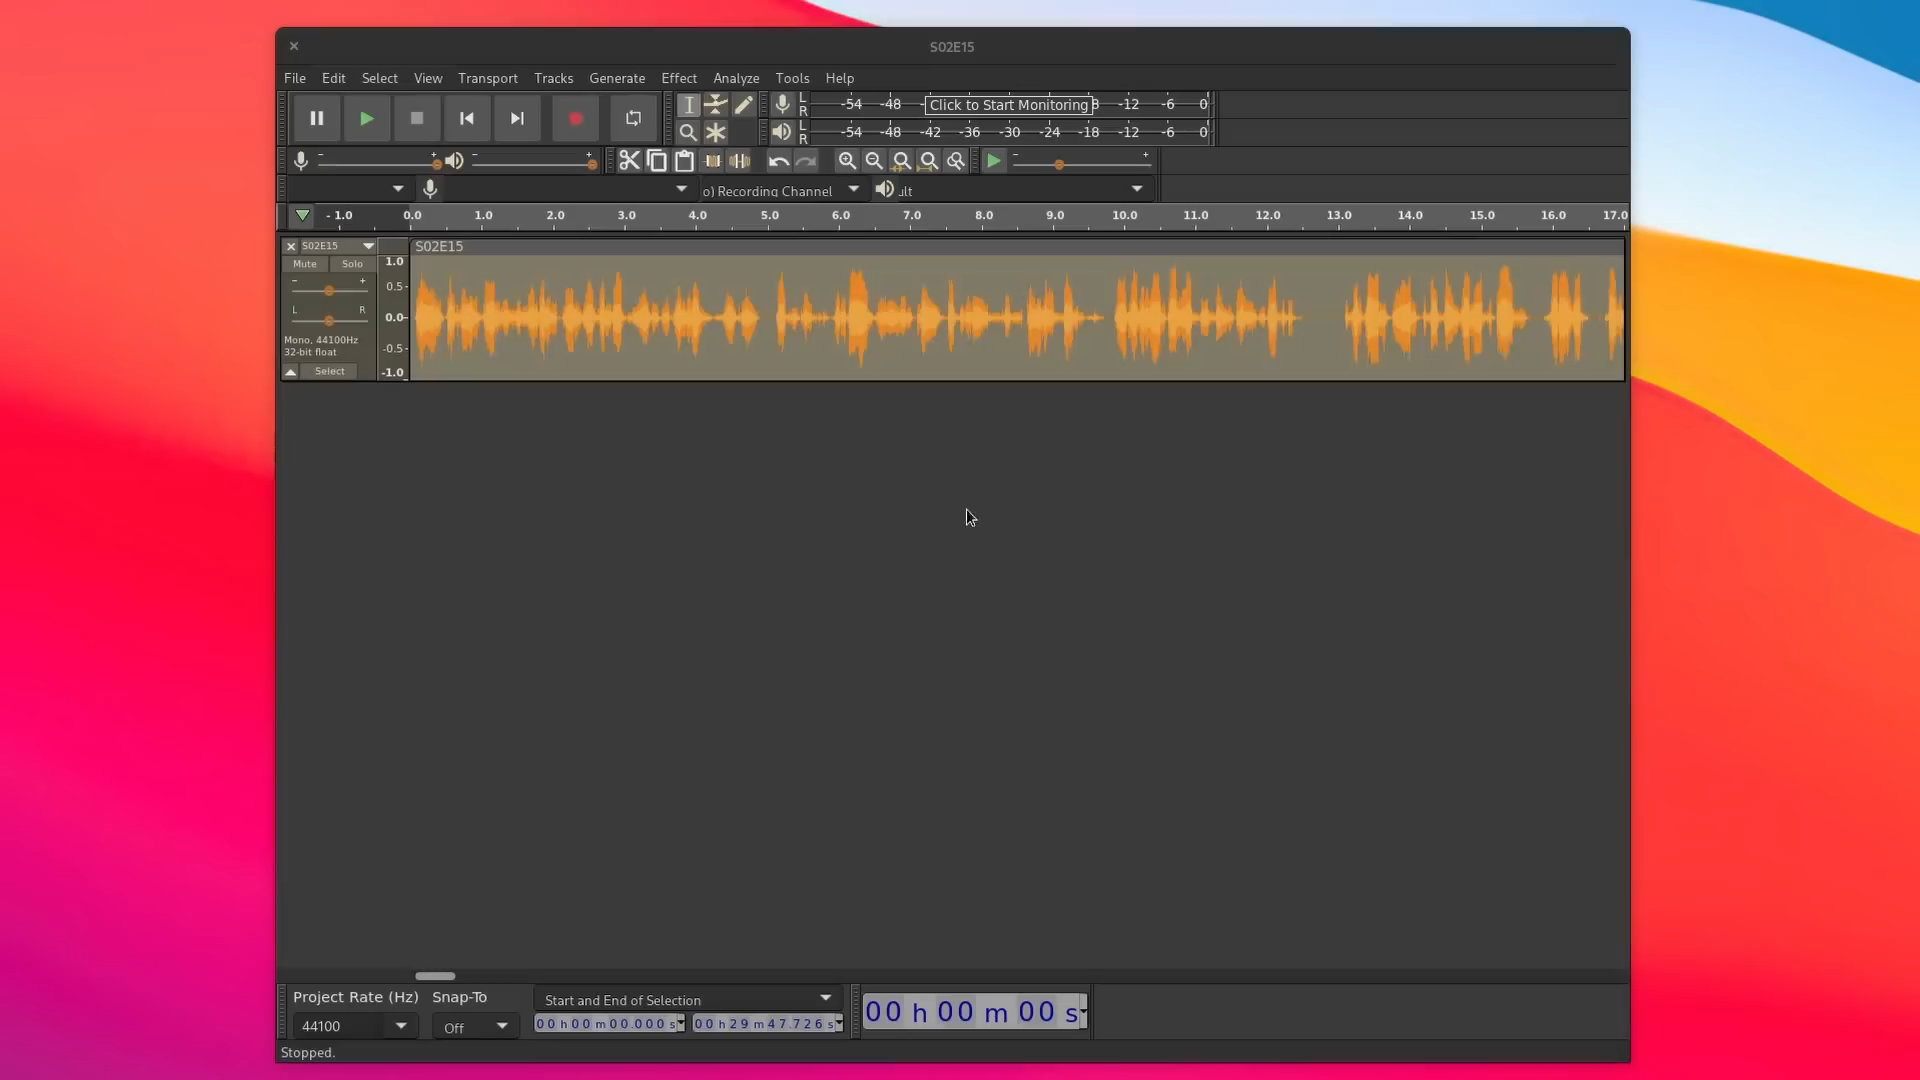 S02E15
File Edit Select View Transport Tracks Generate Effect Analyze Tools Help
L R -54 -48 - Click to Start Monitoring 8 -12 -6 0
L R -54 -48 -42 -36 -30 -24 -18 -12 -6 0
o) Recording Channel ult
- 1.0 0.0 1.0 2.0 3.0 4.0 5.0 6.0 7.0 8.0 9.0 10.0 11.0 12.0 13.0 14.0 15.0 16.0 17.0
S02E15 S02E15
Mute Solo 1.0
- + 0.5-
L R 0.0-
Mono, 44100Hz
32-bit float -0.5-
Select -1.0
Project Rate (Hz) Snap-To Start and End of Selection
44100 Off 00 h 00 m 00.000 s 00 h 29 m 47.726 s 00 h 00 m 00 s
Stopped.